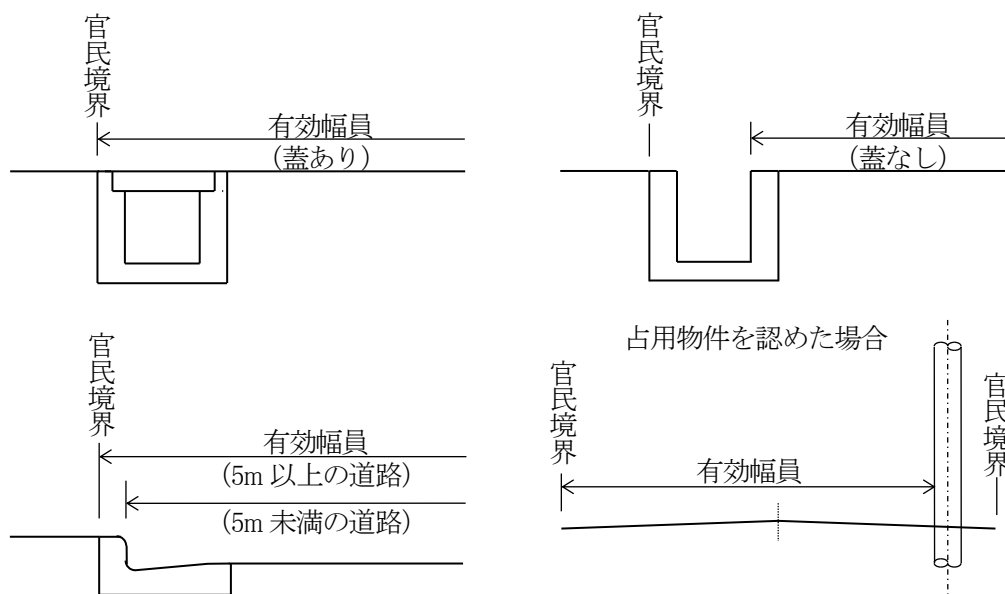 官民境界
有効幅員
(蓋あり)
官民境界
有効幅員
(蓋なし)
官民境界
有効幅員
(5m 以上の道路)
(5m 未満の道路)
占用物件を認めた場合
官民境界
有効幅員
官民境界